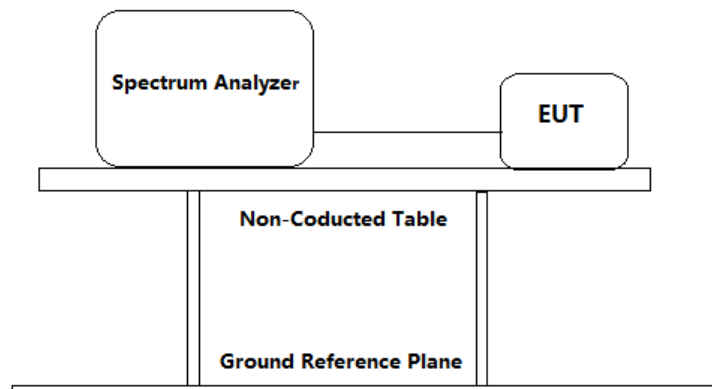 Spectrum Analyzer
EUT
Non-Coducted Table
Ground Reference Plane